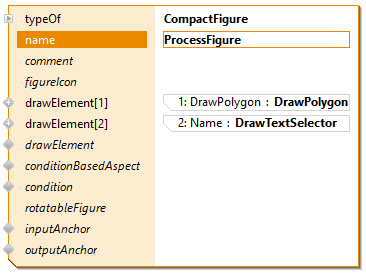 typeOf CompactFigure
name ProcessFigure
comment
figureIcon
drawElement[1] 1: DrawPolygon : DrawPolygon
drawElement[2] 2: Name : DrawTextSelector
drawElement
conditionBasedAspect
condition
rotatableFigure
inputAnchor
outputAnchor